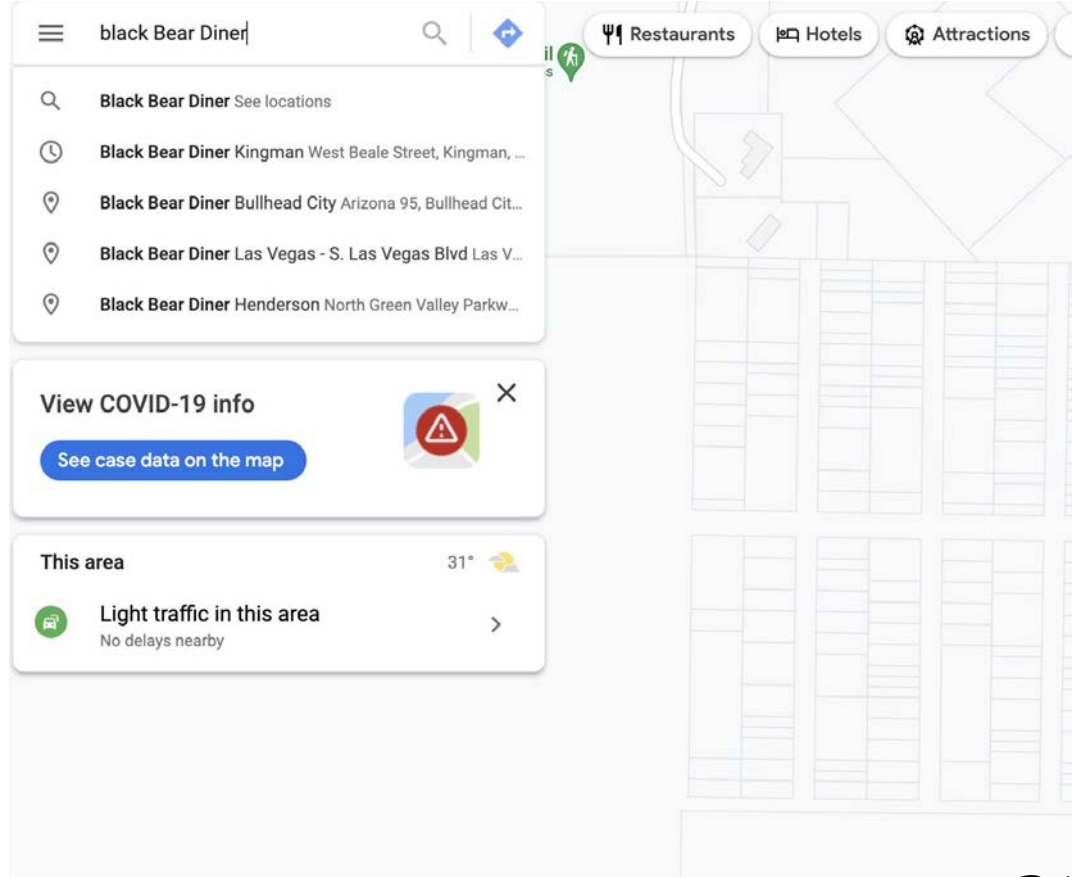 black Bear Diner
Restaurants
Hotels
Attractions
il
s
Black Bear Diner See locations
Black Bear Diner Kingman West Beale Street, Kingman, ...
Black Bear Diner Bullhead City Arizona 95, Bullhead Cit...
Black Bear Diner Las Vegas - S. Las Vegas Blvd Las V...
Black Bear Diner Henderson North Green Valley Parkw...
View COVID-19 info
See case data on the map
This area
31°
Light traffic in this area
No delays nearby